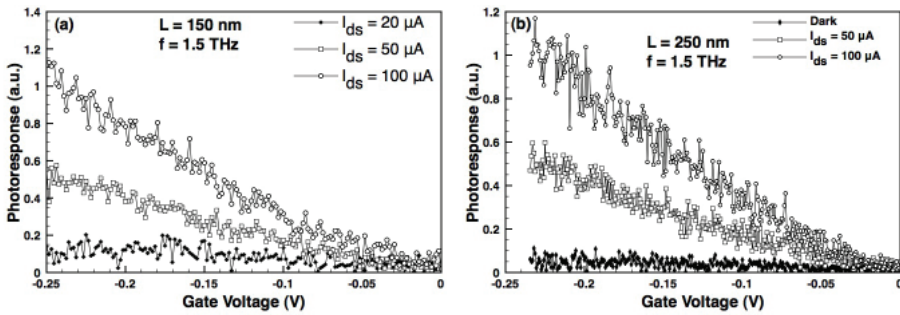 (a)
L = 150 nm
f = 1.5 THz
I_ds = 20 µA
I_ds = 50 µA
I_ds = 100 µA
Photoresponse (a.u.)
1.4
1.2
1
0.8
0.6
0.4
0.2
0
-0.25
-0.2
-0.15
-0.1
-0.05
0
Gate Voltage (V)
(b)
L = 250 nm
f = 1.5 THz
Dark
I_ds = 50 µA
I_ds = 100 µA
Photoresponse (a.u.)
1.2
1
0.8
0.6
0.4
0.2
0
-0.25
-0.2
-0.15
-0.1
-0.05
0
Gate Voltage (V)